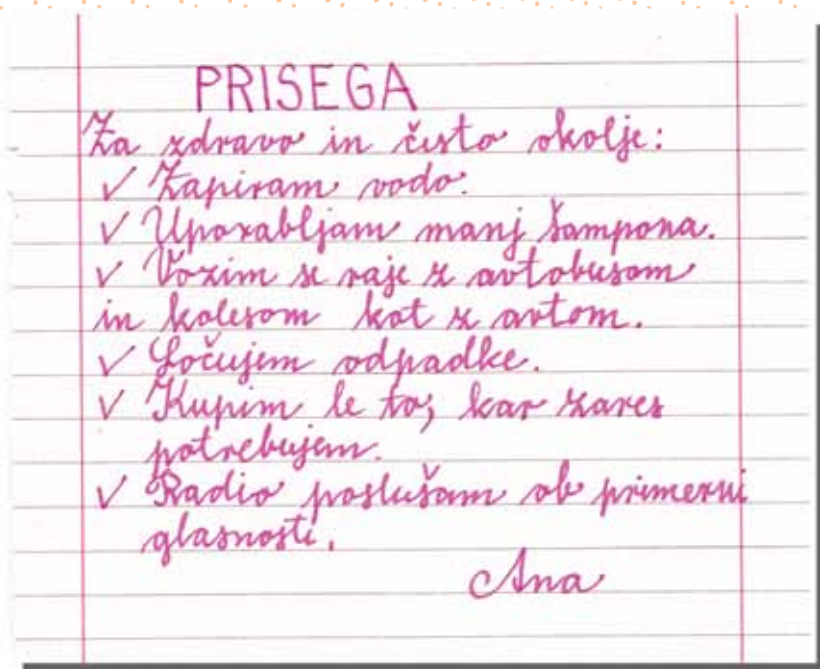 PRISEGA
Za zdravo in čisto okolje:
✓ Zapiram vodo.
✓ Uporabljam manj šampona.
✓ Vozim se raje z avtobusom
in kolesom kot z avtom.
✓ Ločujem odpadke.
✓ Kupim le to, kar zares
potrebujem.
✓ Radio poslušam ob primerni
glasnosti.
Ana